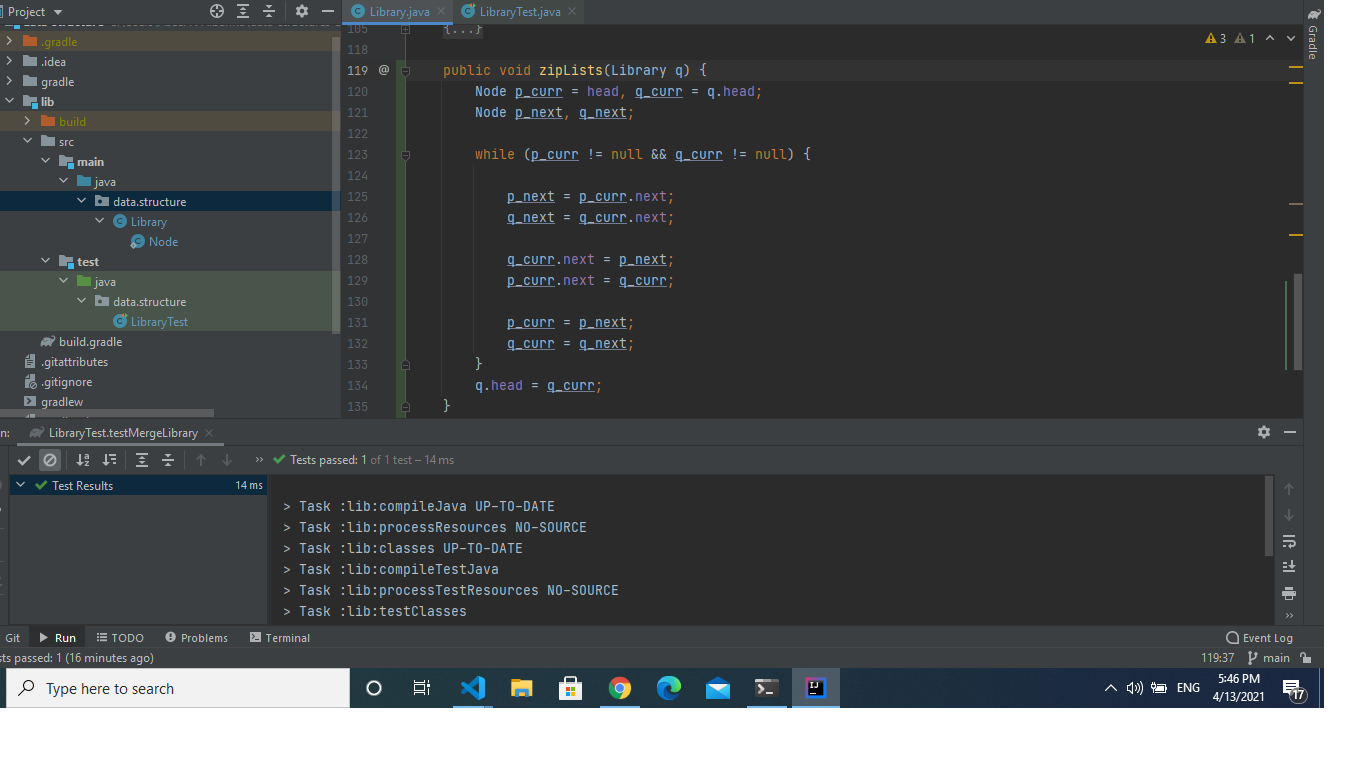 Project
Library.java
LibraryTest.java
.gradle
.idea
gradle
lib
build
src
main
java
data.structure
Library
Node
test
java
data.structure
LibraryTest
build.gradle
.gitattributes
.gitignore
gradlew
105 {...}
118
119 @ public void zipLists(Library q) {
120 Node p_curr = head, q_curr = q.head;
121 Node p_next, q_next;
122
123 while (p_curr != null && q_curr != null) {
124
125 p_next = p_curr.next;
126 q_next = q_curr.next;
127
128 q_curr.next = p_next;
129 p_curr.next = q_curr;
130
131 p_curr = p_next;
132 q_curr = q_next;
133 }
134 q.head = q_curr;
135 }
3 1
Gradle
n: LibraryTest.testMergeLibrary
Tests passed: 1 of 1 test – 14 ms
Test Results 14 ms
> Task :lib:compileJava UP-TO-DATE
> Task :lib:processResources NO-SOURCE
> Task :lib:classes UP-TO-DATE
> Task :lib:compileTestJava
> Task :lib:processTestResources NO-SOURCE
> Task :lib:testClasses
Git Run TODO Problems Terminal Event Log
sts passed: 1 (16 minutes ago) 119:37 main
Type here to search
ENG
5:46 PM
4/13/2021
17